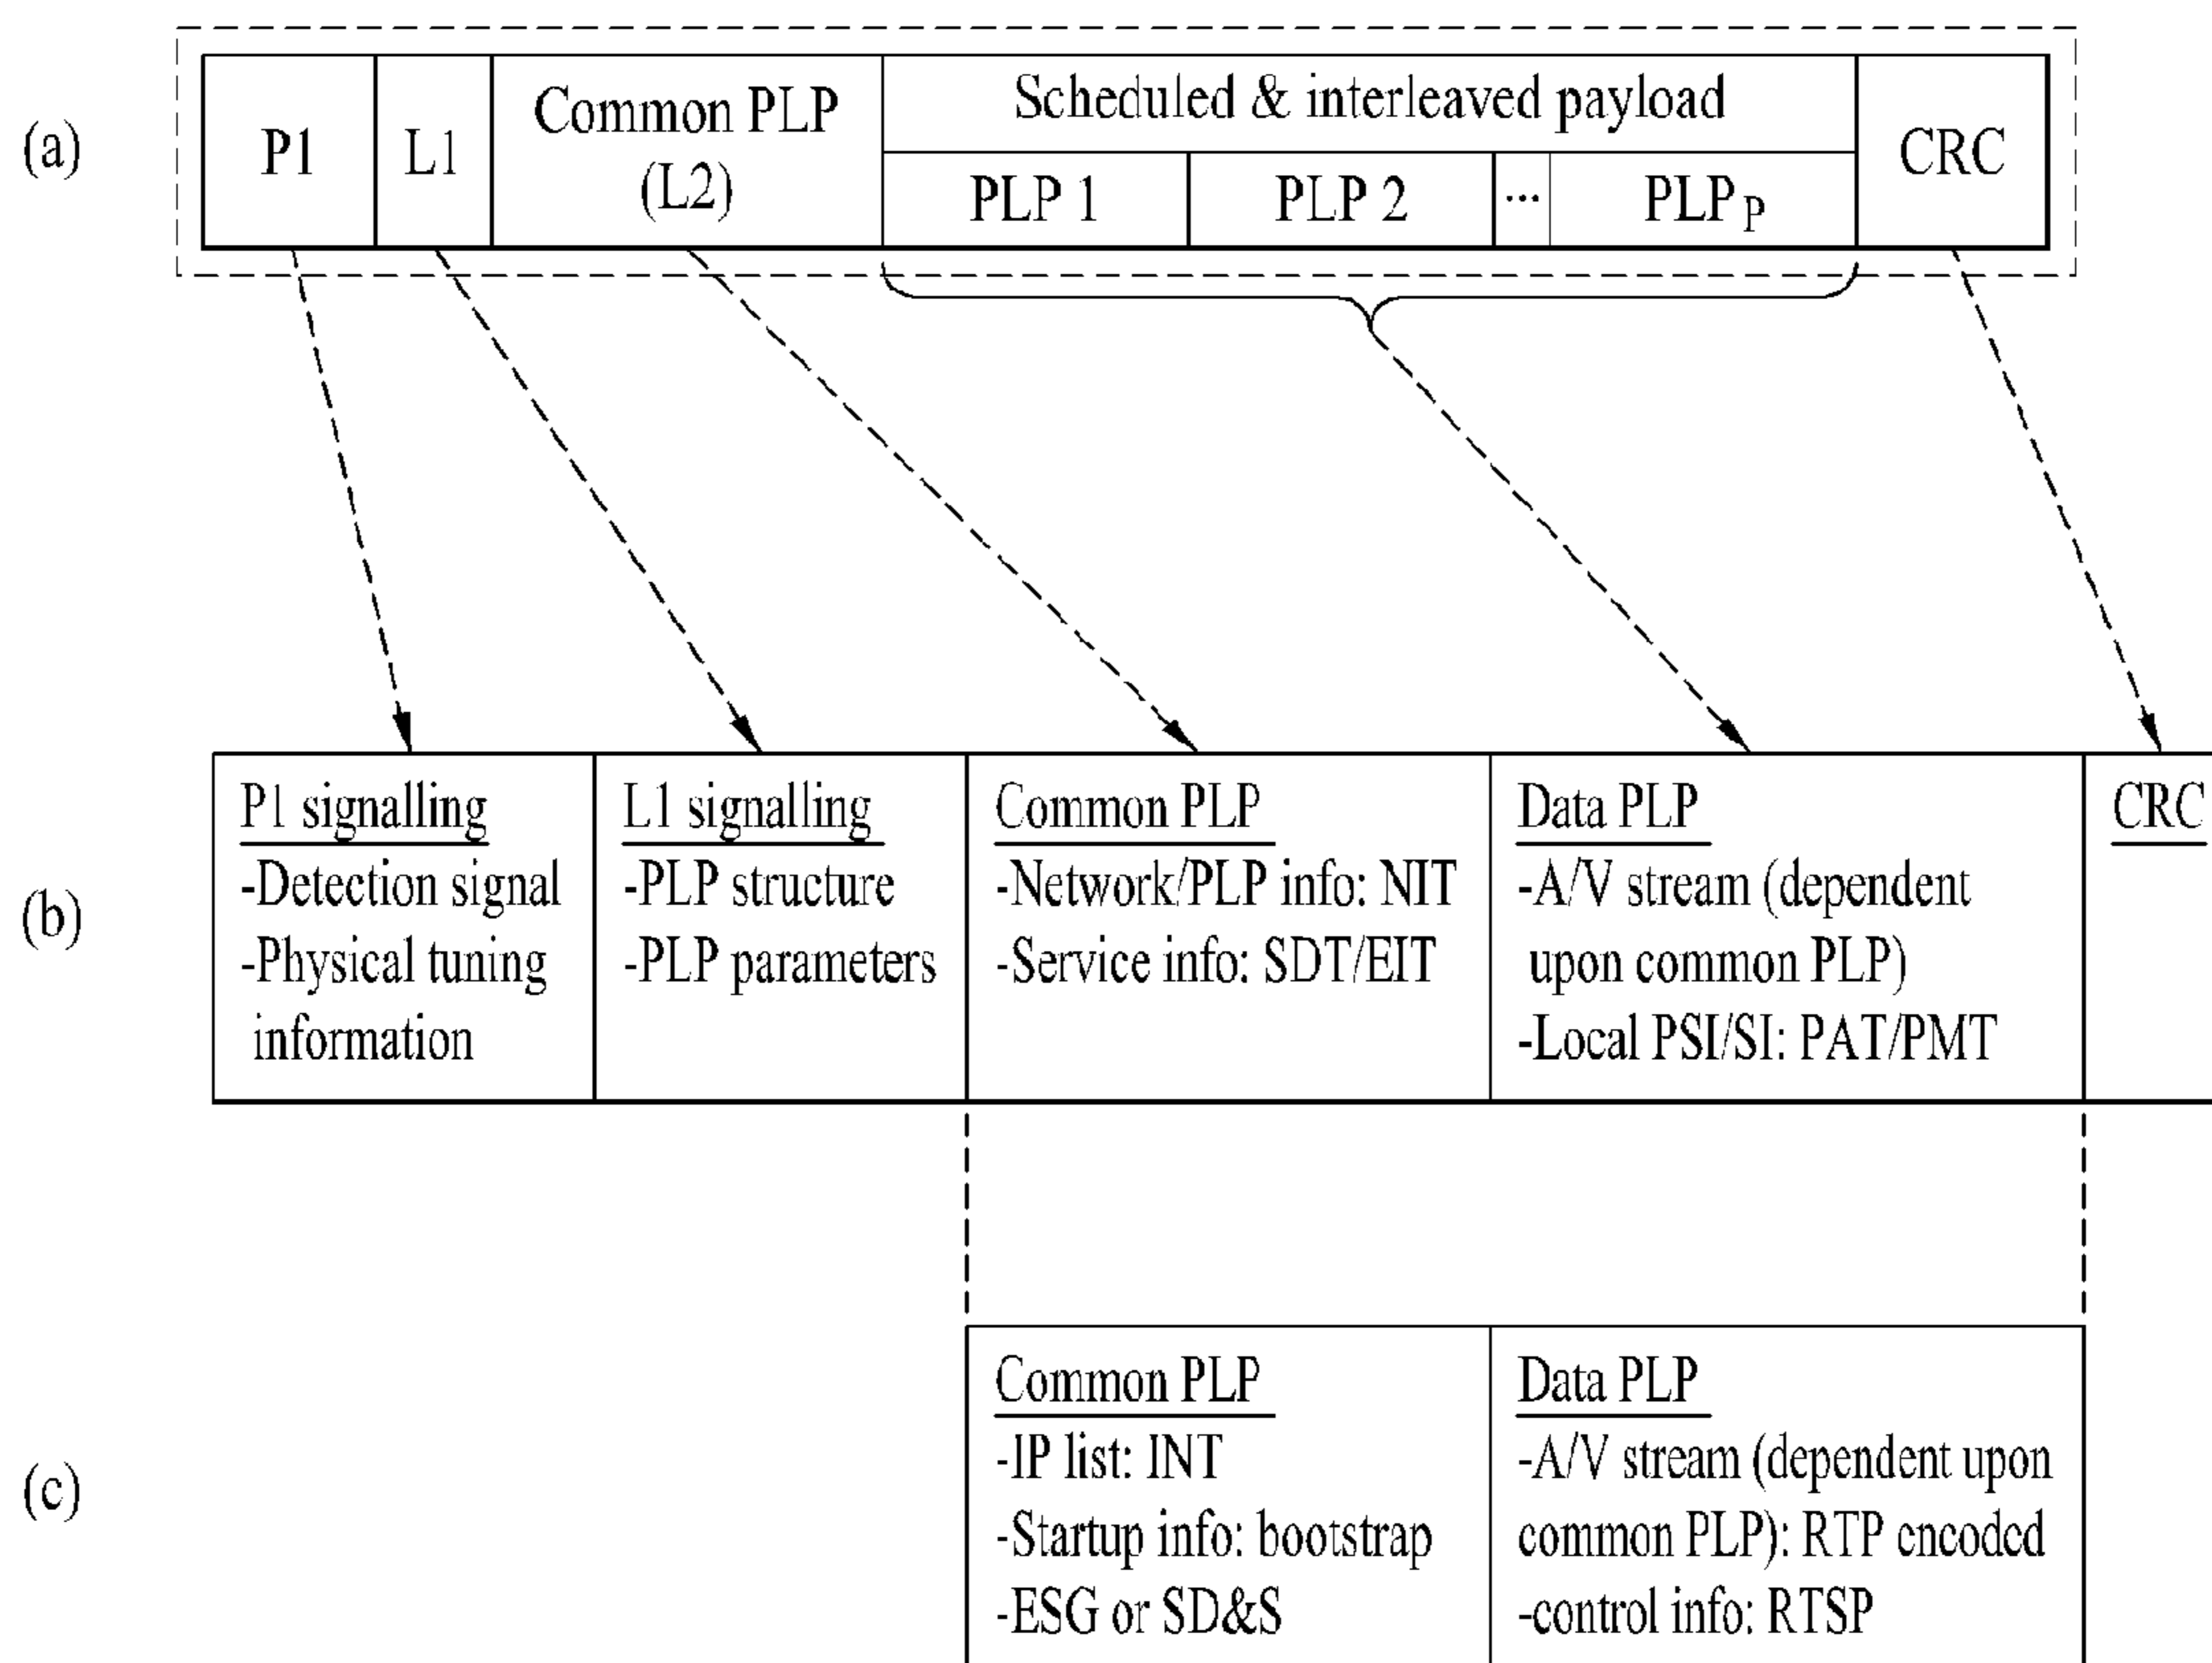 (a)
P1
L1
Common PLP
(L2)
Scheduled & interleaved payload
PLP 1
PLP 2
...
PLP P
CRC
(b)
P1 signalling
-Detection signal
-Physical tuning
information
L1 signalling
-PLP structure
-PLP parameters
Common PLP
-Network/PLP info: NIT
-Service info: SDT/EIT
Data PLP
-A/V stream (dependent
upon common PLP)
-Local PSI/SI: PAT/PMT
CRC
(c)
Common PLP
-IP list: INT
-Startup info: bootstrap
-ESG or SD&S
Data PLP
-A/V stream (dependent upon
common PLP): RTP encoded
-control info: RTSP